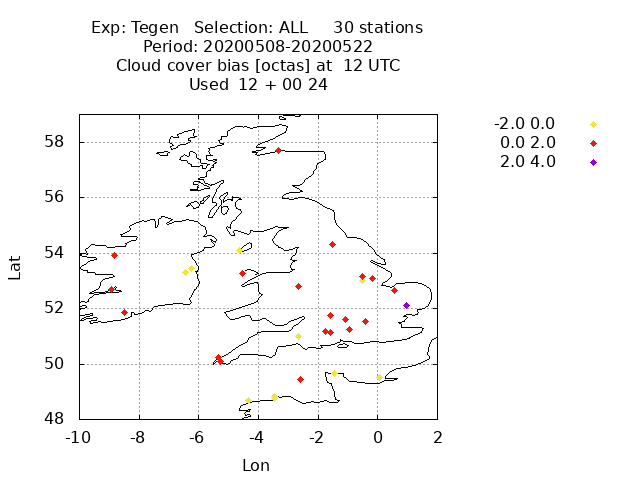 Exp: Tegen   Selection: ALL     30 stations
Period: 20200508-20200522
Cloud cover bias [octas] at  12 UTC
Used  12 + 00 24
-2.0 0.0
0.0 2.0
2.0 4.0
58
56
54
52
50
48
Lat
-10 -8 -6 -4 -2 0 2
Lon